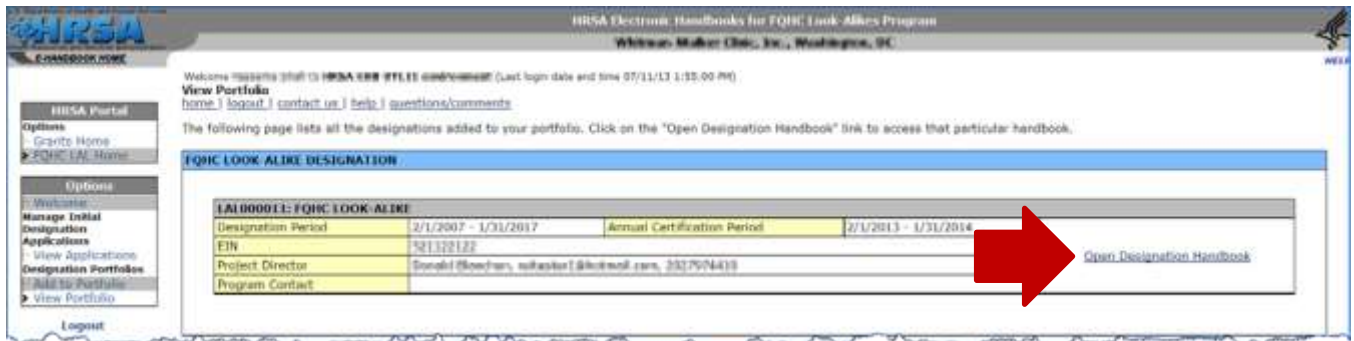 HRSA
HRSA Electronic Handbooks for FQHC Look-Alikes Program
Whitman-Walker Clinic, Inc., Washington, DC
E-HANDBOOK HOME
HELP
Welcome to HRSA EHB environment (Last login date and time 07/11/13 1:55:00 PM)
View Portfolio
home | logout | contact us | help | questions/comments
The following page lists all the designations added to your portfolio. Click on the "Open Designation Handbook" link to access that particular handbook.
HRSA Portal
Options
Grants Home
FQHC LAL Home
Options
Welcome
Manage Initial
Designation
Applications
View Applications
Designation Portfolios
Add to Portfolio
View Portfolio
Logout
FQHC LOOK-ALIKE DESIGNATION
FQHC LOOK-ALIKE
Designation Period 2/1/2007 - 1/31/2017 Annual Certification Period 2/1/2013 - 1/31/2014
EIN
Project Director Donald
Program Contact
Open Designation Handbook